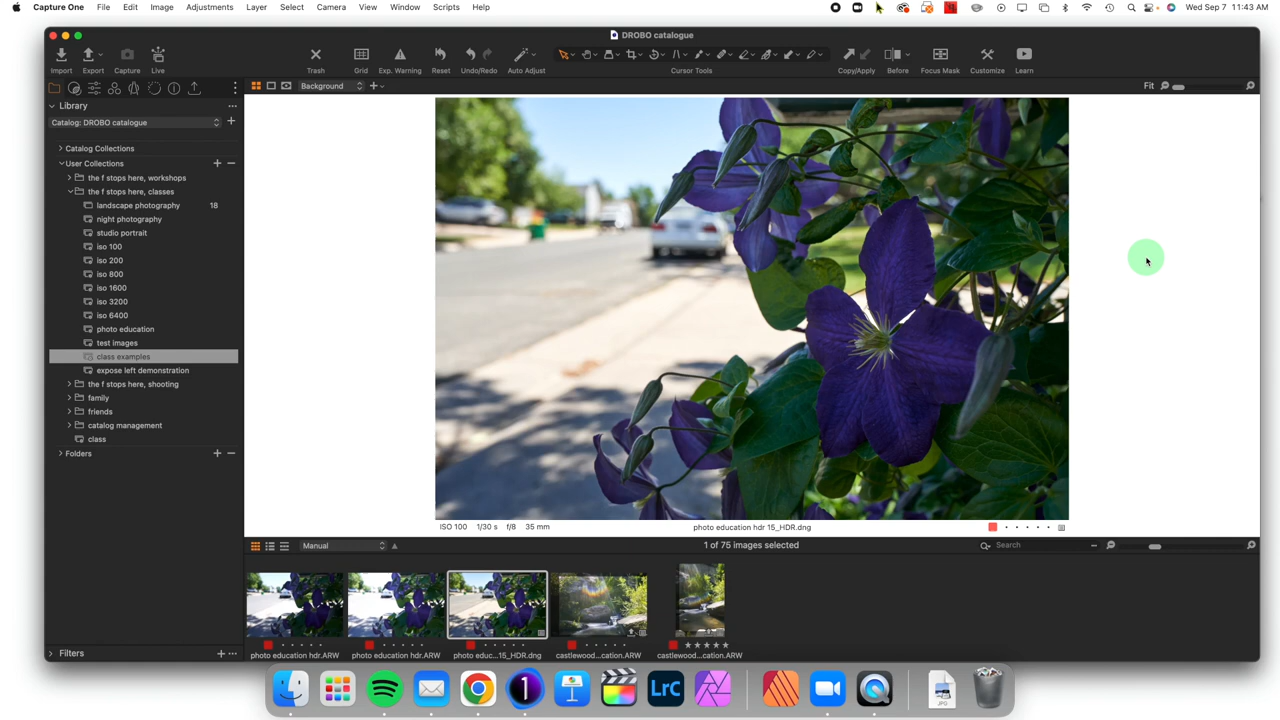 Capture One File Edit Image Adjustments Layer Select Camera View Window Scripts Help Wed Sep 7 11:43 AM
DROBO catalogue
Import Export Capture Live Trash Grid Exp. Warning Reset Undo/Redo Auto Adjust Cursor Tools Copy/Apply Before Focus Mask Customize Learn
Background Fit
Library
Catalog: DROBO catalogue
Catalog Collections
User Collections
the f stops here, workshops
the f stops here, classes
landscape photography 18
night photography
studio portrait
iso 100
iso 200
iso 800
iso 1600
iso 3200
iso 6400
photo education
test images
class examples
expose left demonstration
the f stops here, shooting
family
friends
catalog management
class
Folders
ISO 100 1/30 s f/8 35 mm photo education hdr 15_HDR.dng
Manual 1 of 75 images selected Search
photo education hdr.ARW photo education hdr.ARW photo educ...15_HDR.dng castlewood...cation.ARW castlewood...cation.ARW
Filters
1 LrC JPG